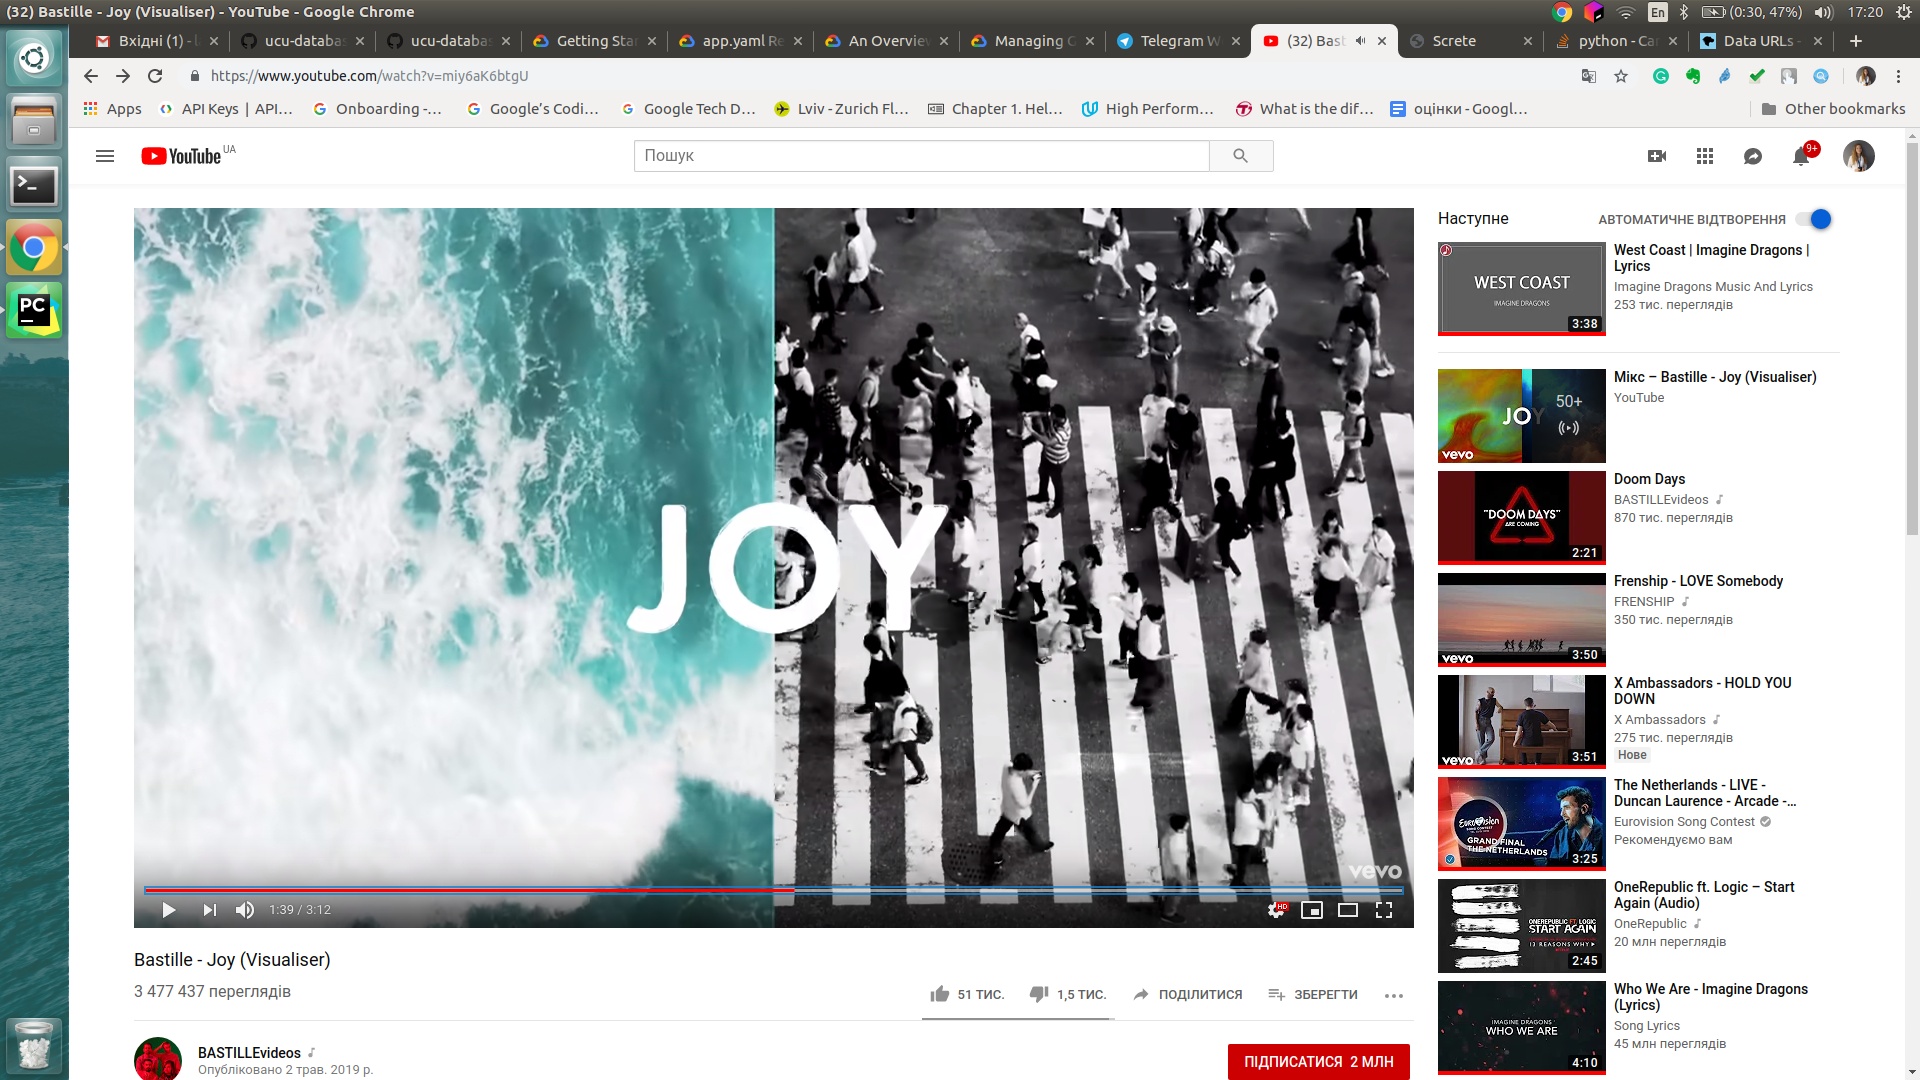 (32) Bastille - Joy (Visualiser) - YouTube - Google Chrome
En
(0:30, 47%)
17:20
Вхідні (1) -
ucu-databa
ucu-databa
Getting Star
app.yaml Re
An Overvie
Managing
Telegram W
(32) Bast
Screte
python - Ca
Data URLs -
https://www.youtube.com/watch?v=miy6aK6btgU
Apps
API Keys | API...
Onboarding -...
Google's Codi...
Google Tech D...
Lviv - Zurich Fl...
Chapter 1. Hel...
High Perform...
What is the dif...
оцінки - Googl...
Other bookmarks
YouTube UA
Пошук
9+
JOY
vevo
1:39 / 3:12
HD
Bastille - Joy (Visualiser)
3 477 437 переглядів
51 ТИС.
1,5 ТИС.
ПОДІЛИТИСЯ
ЗБЕРЕГТИ
BASTILLEvideos
Опубліковано 2 трав. 2019 р.
ПІДПИСАТИСЯ 2 МЛН
Наступне
АВТОМАТИЧНЕ ВІДТВОРЕННЯ
WEST COAST
IMAGINE DRAGONS
3:38
West Coast | Imagine Dragons |
Lyrics
Imagine Dragons Music And Lyrics
253 тис. переглядів
JOY
50+
vevo
Мікс – Bastille - Joy (Visualiser)
YouTube
"DOOM DAYS"
ARE COMING
2:21
Doom Days
BASTILLEvideos
870 тис. переглядів
vevo
3:50
Frenship - LOVE Somebody
FRENSHIP
350 тис. переглядів
vevo
3:51
X Ambassadors - HOLD YOU
DOWN
X Ambassadors
275 тис. переглядів
Нове
EUROVISION
SONG CONTEST
GRAND FINAL
THE NETHERLANDS
3:25
The Netherlands - LIVE -
Duncan Laurence - Arcade -...
Eurovision Song Contest
Рекомендуємо вам
ONEREPUBLIC FT. LOGIC
START AGAIN
13 REASONS WHY
2:45
OneRepublic ft. Logic – Start
Again (Audio)
OneRepublic
20 млн переглядів
IMAGINE DRAGONS
WHO WE ARE
4:10
Who We Are - Imagine Dragons
(Lyrics)
Song Lyrics
45 млн переглядів
PC